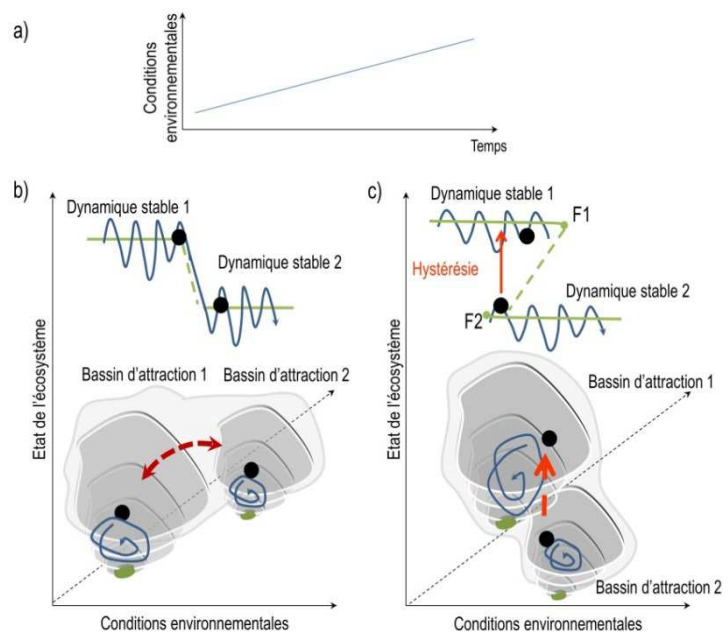 a)
Conditions
environnementales
Temps
b)
Dynamique stable 1
Dynamique stable 2
Bassin d'attraction 1
Bassin d'attraction 2
Etat de l'écosystème
Conditions environnementales
c)
Dynamique stable 1
F1
Hystérésie
Dynamique stable 2
F2
Bassin d'attraction 1
Bassin d'attraction 2
Etat de l'écosystème
Conditions environnementales